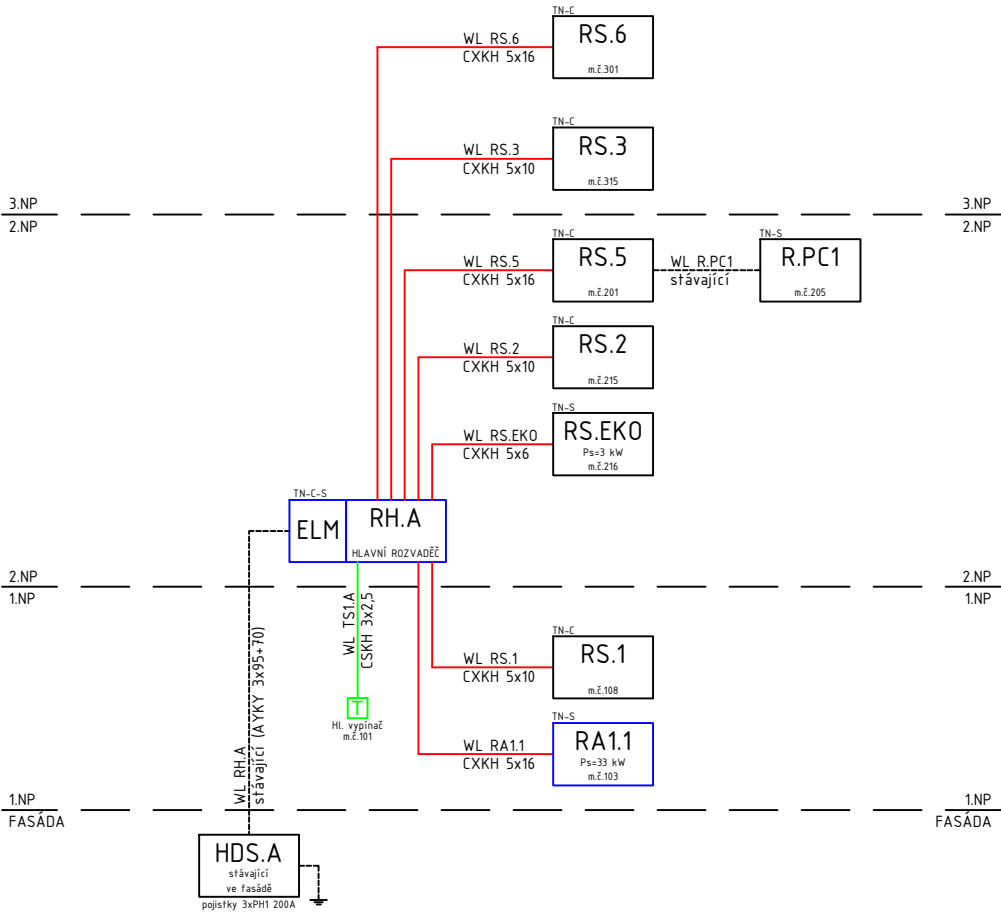 TN-C
RS.6
m.č.301
WL RS.6
CXKH 5x16
TN-C
RS.3
m.č.315
WL RS.3
CXKH 5x10
3.NP
3.NP
2.NP
2.NP
TN-C
RS.5
m.č.201
WL RS.5
CXKH 5x16
WL R.PC1
stávající
TN-S
R.PC1
m.č.205
TN-C
RS.2
m.č.215
WL RS.2
CXKH 5x10
TN-S
RS.EKO
Ps=3 kW
m.č.216
WL RS.EKO
CXKH 5x6
TN-C-S
ELM
RH.A
HLAVNÍ ROZVADĚČ
2.NP
2.NP
1.NP
1.NP
WL TS1.A
CSKH 3x2,5
T
Hl. vypínač
m.č.101
WL RH.A
stávající (AYKY 3x95+70)
TN-C
RS.1
m.č.108
WL RS.1
CXKH 5x10
TN-S
RA1.1
Ps=33 kW
m.č.103
WL RA1.1
CXKH 5x16
1.NP
1.NP
FASÁDA
FASÁDA
HDS.A
stávající
ve fasádě
pojistky 3xPH1 200A